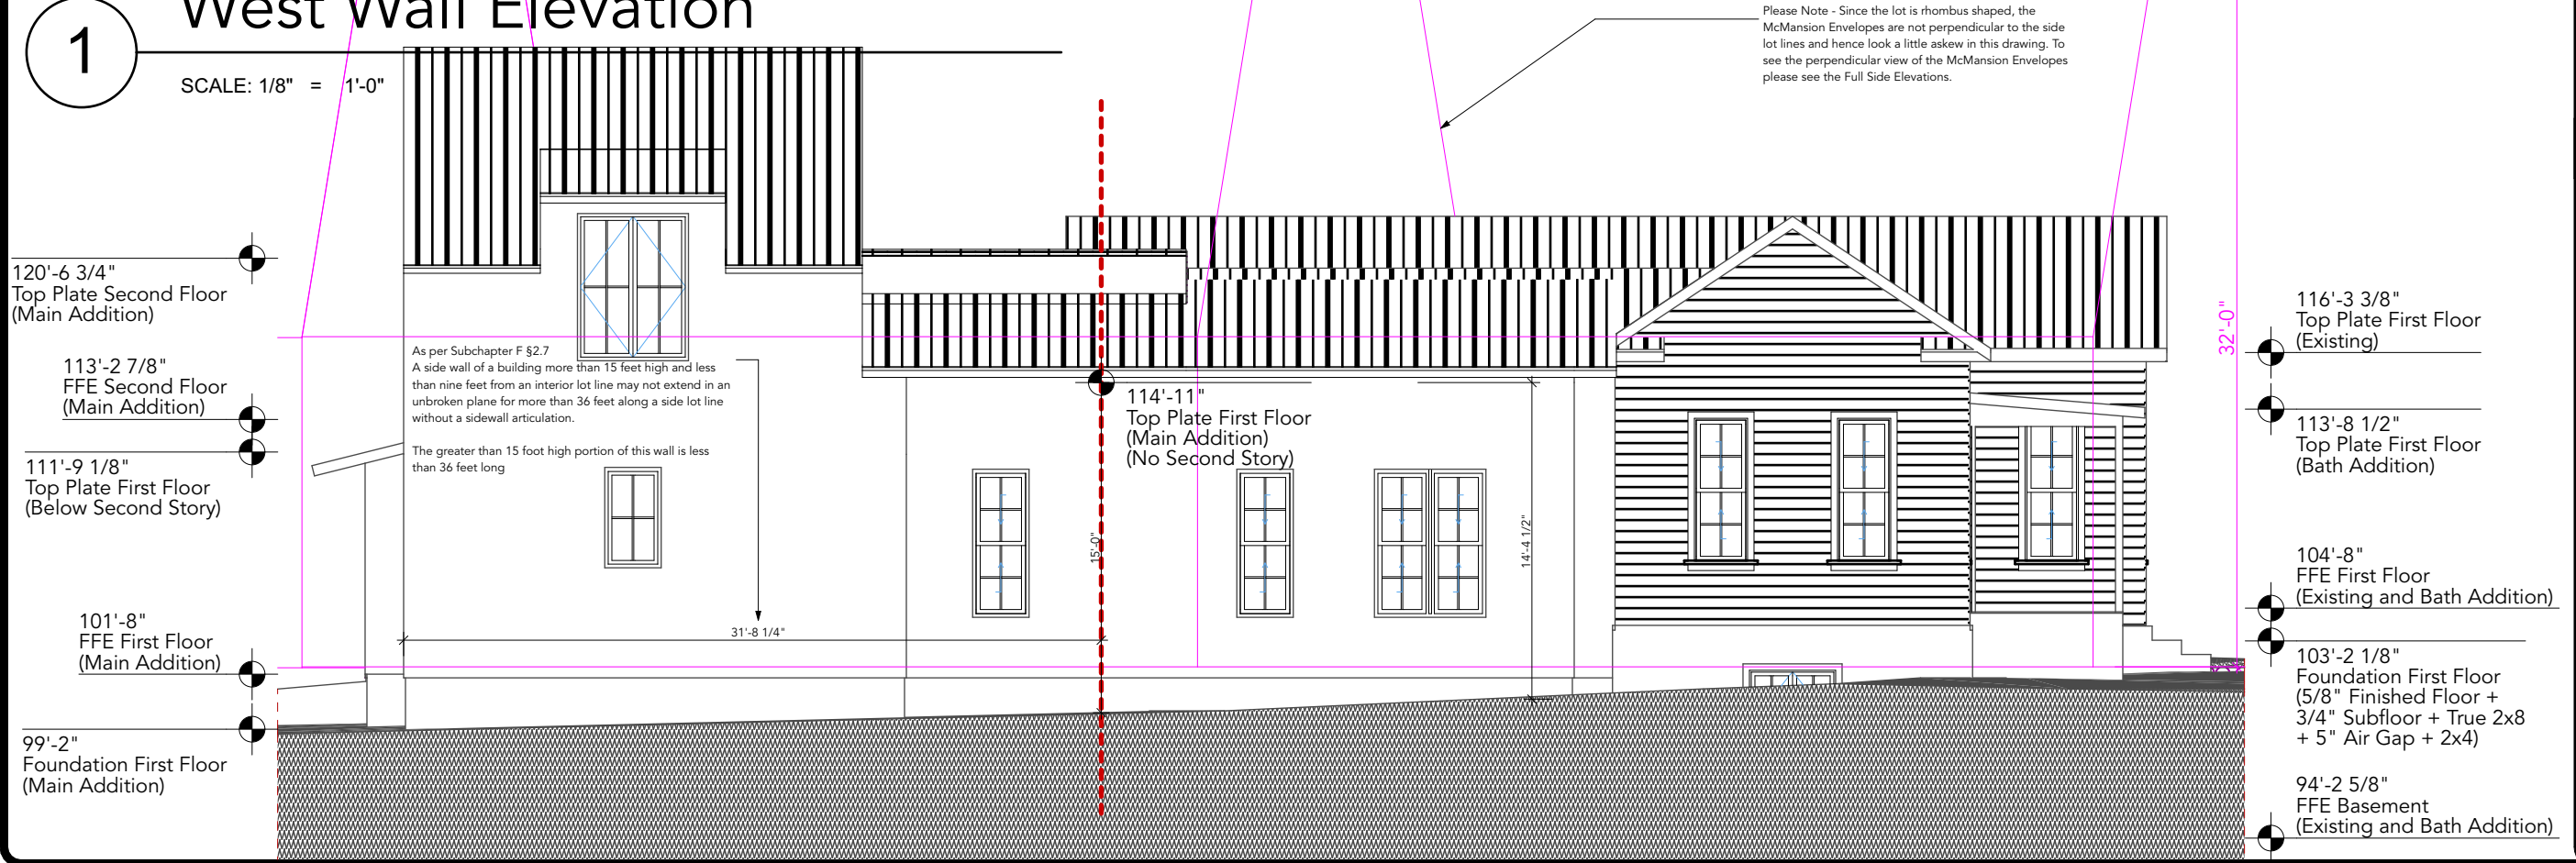 West Wall Elevation
1
SCALE: 1/8" = 1'-0"
Please Note - Since the lot is rhombus shaped, the
McMansion Envelopes are not perpendicular to the side
lot lines and hence look a little askew in this drawing. To
see the perpendicular view of the McMansion Envelopes
please see the Full Side Elevations.
120'-6 3/4"
Top Plate Second Floor
(Main Addition)
113'-2 7/8"
FFE Second Floor
(Main Addition)
111'-9 1/8"
Top Plate First Floor
(Below Second Story)
101'-8"
FFE First Floor
(Main Addition)
99'-2"
Foundation First Floor
(Main Addition)
As per Subchapter F §2.7
A side wall of a building more than 15 feet high and less
than nine feet from an interior lot line may not extend in an
unbroken plane for more than 36 feet along a side lot line
without a sidewall articulation.
The greater than 15 foot high portion of this wall is less
than 36 feet long
31'-8 1/4"
15'-0"
114'-11"
Top Plate First Floor
(Main Addition)
(No Second Story)
14'-4 1/2"
32'-0"
116'-3 3/8"
Top Plate First Floor
(Existing)
113'-8 1/2"
Top Plate First Floor
(Bath Addition)
104'-8"
FFE First Floor
(Existing and Bath Addition)
103'-2 1/8"
Foundation First Floor
(5/8" Finished Floor +
3/4" Subfloor + True 2x8
+ 5" Air Gap + 2x4)
94'-2 5/8"
FFE Basement
(Existing and Bath Addition)